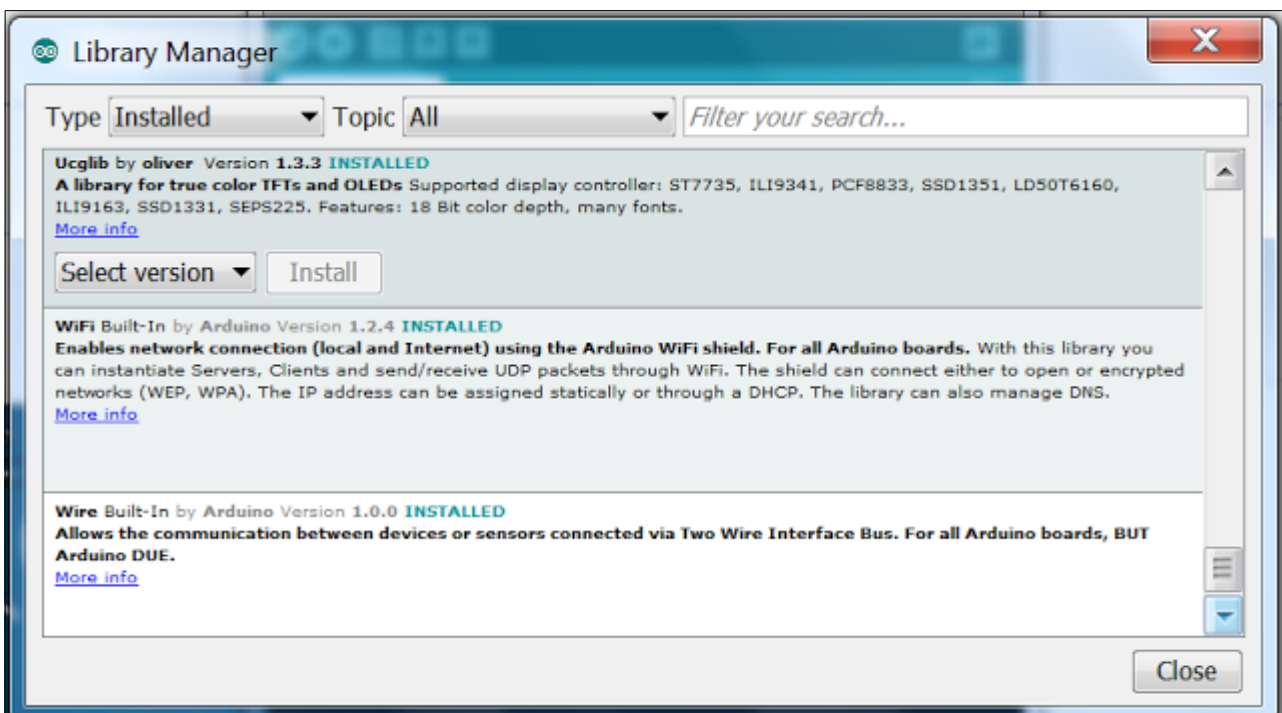 Library Manager
Type Installed Topic All Filter your search...
Ucglib by oliver Version 1.3.3 INSTALLED
A library for true color TFTs and OLEDs Supported display controller: ST7735, ILI9341, PCF8833, SSD1351, LD50T6160,
ILI9163, SSD1331, SEPS225. Features: 18 Bit color depth, many fonts.
More info
Select version Install
WiFi Built-In by Arduino Version 1.2.4 INSTALLED
Enables network connection (local and Internet) using the Arduino WiFi shield. For all Arduino boards. With this library you
can instantiate Servers, Clients and send/receive UDP packets through WiFi. The shield can connect either to open or encrypted
networks (WEP, WPA). The IP address can be assigned statically or through a DHCP. The library can also manage DNS.
More info
Wire Built-In by Arduino Version 1.0.0 INSTALLED
Allows the communication between devices or sensors connected via Two Wire Interface Bus. For all Arduino boards, BUT
Arduino DUE.
More info
Close